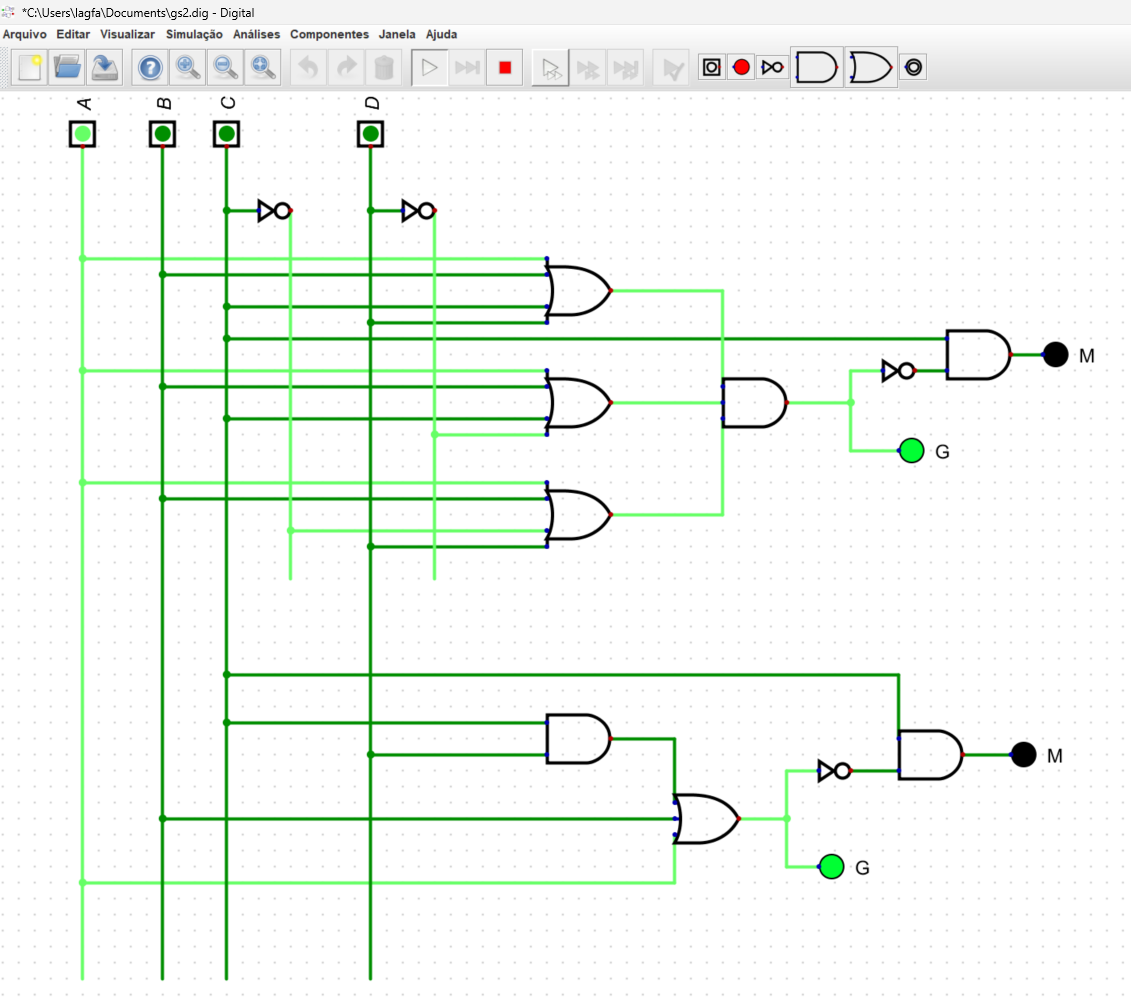 *C:\Users\lagfa\Documents\gs2.dig - Digital
Arquivo Editar Visualizar Simulação Análises Componentes Janela Ajuda
A B C D
M
G
M
G